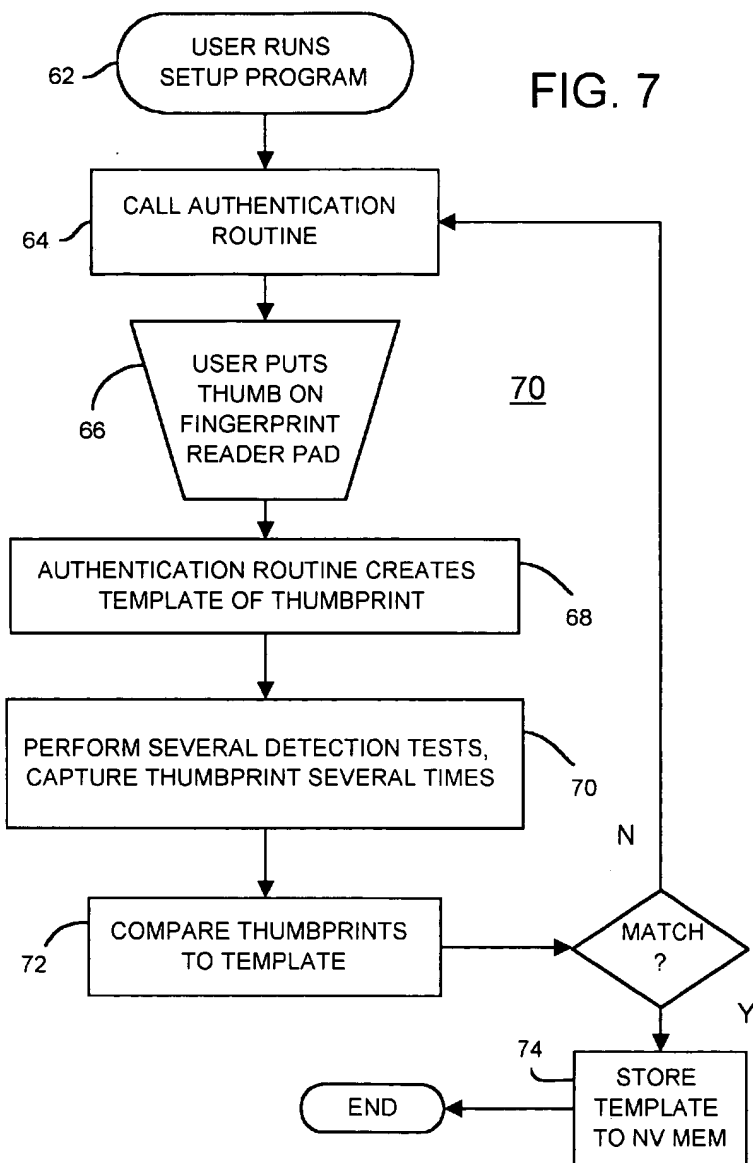 FIG. 7
USER RUNS
SETUP PROGRAM
62
CALL AUTHENTICATION
ROUTINE
64
USER PUTS
THUMB ON
FINGERPRINT
READER PAD
66
70
AUTHENTICATION ROUTINE CREATES
TEMPLATE OF THUMBPRINT
68
PERFORM SEVERAL DETECTION TESTS,
CAPTURE THUMBPRINT SEVERAL TIMES
70
N
COMPARE THUMBPRINTS
TO TEMPLATE
72
MATCH
?
Y
74
STORE
TEMPLATE
TO NV MEM
END